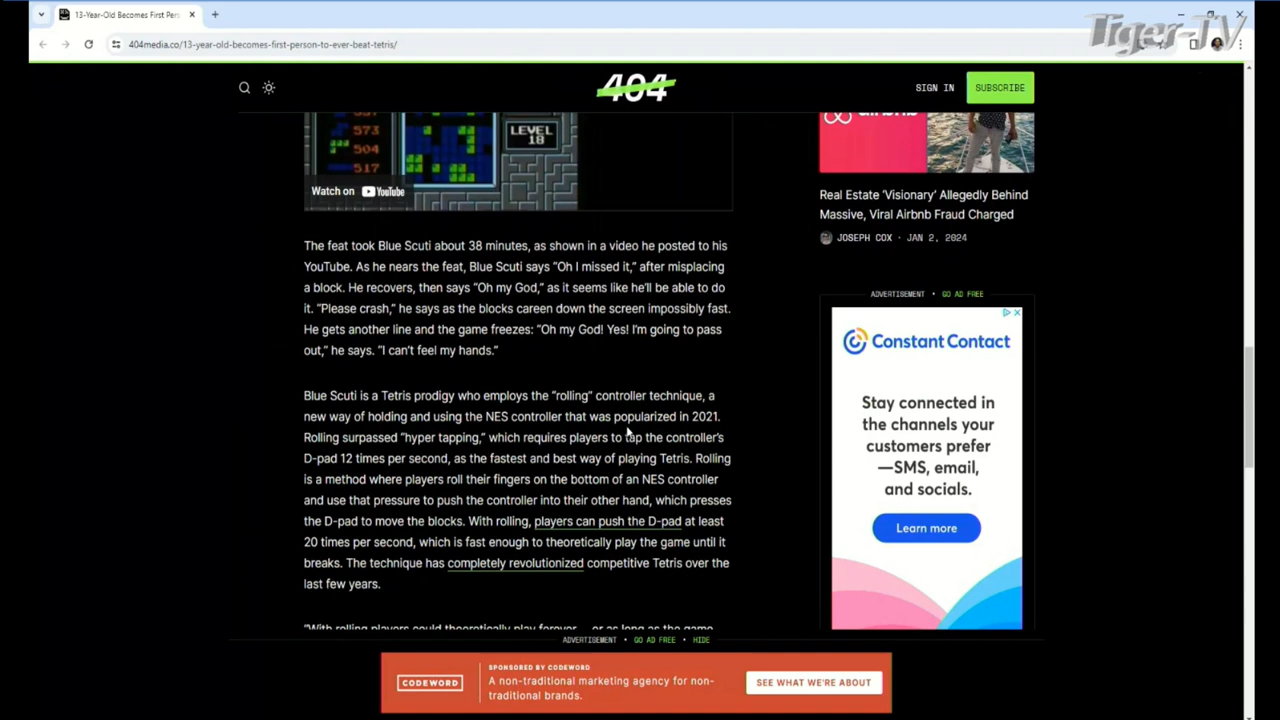 13-Year-Old Becomes First Pers
Tiger-TV
404media.co/13-year-old-becomes-first-person-to-ever-beat-tetris/
404
SIGN IN
SUBSCRIBE
573
504
517
LEVEL
18
Watch on YouTube
airbnb
Real Estate ‘Visionary’ Allegedly Behind
Massive, Viral Airbnb Fraud Charged
JOSEPH COX · JAN 2, 2024
The feat took Blue Scuti about 38 minutes, as shown in a video he posted to his
YouTube. As he nears the feat, Blue Scuti says “Oh I missed it,” after misplacing
a block. He recovers, then says “Oh my God,” as it seems like he’ll be able to do
it. “Please crash,” he says as the blocks careen down the screen impossibly fast.
He gets another line and the game freezes: “Oh my God! Yes! I’m going to pass
out,” he says. “I can’t feel my hands.”
Blue Scuti is a Tetris prodigy who employs the “rolling” controller technique, a
new way of holding and using the NES controller that was popularized in 2021.
Rolling surpassed “hyper tapping,” which requires players to tap the controller’s
D-pad 12 times per second, as the fastest and best way of playing Tetris. Rolling
is a method where players roll their fingers on the bottom of an NES controller
and use that pressure to push the controller into their other hand, which presses
the D-pad to move the blocks. With rolling, players can push the D-pad at least
20 times per second, which is fast enough to theoretically play the game until it
breaks. The technique has completely revolutionized competitive Tetris over the
last few years.
“With rolling players could theoretically play forever — or as long as the game
ADVERTISEMENT • GO AD FREE
Constant Contact
Stay connected in
the channels your
customers prefer
—SMS, email,
and socials.
Learn more
ADVERTISEMENT • GO AD FREE • HIDE
CODEWORD
SPONSORED BY CODEWORD
A non-traditional marketing agency for non-
traditional brands.
SEE WHAT WE'RE ABOUT